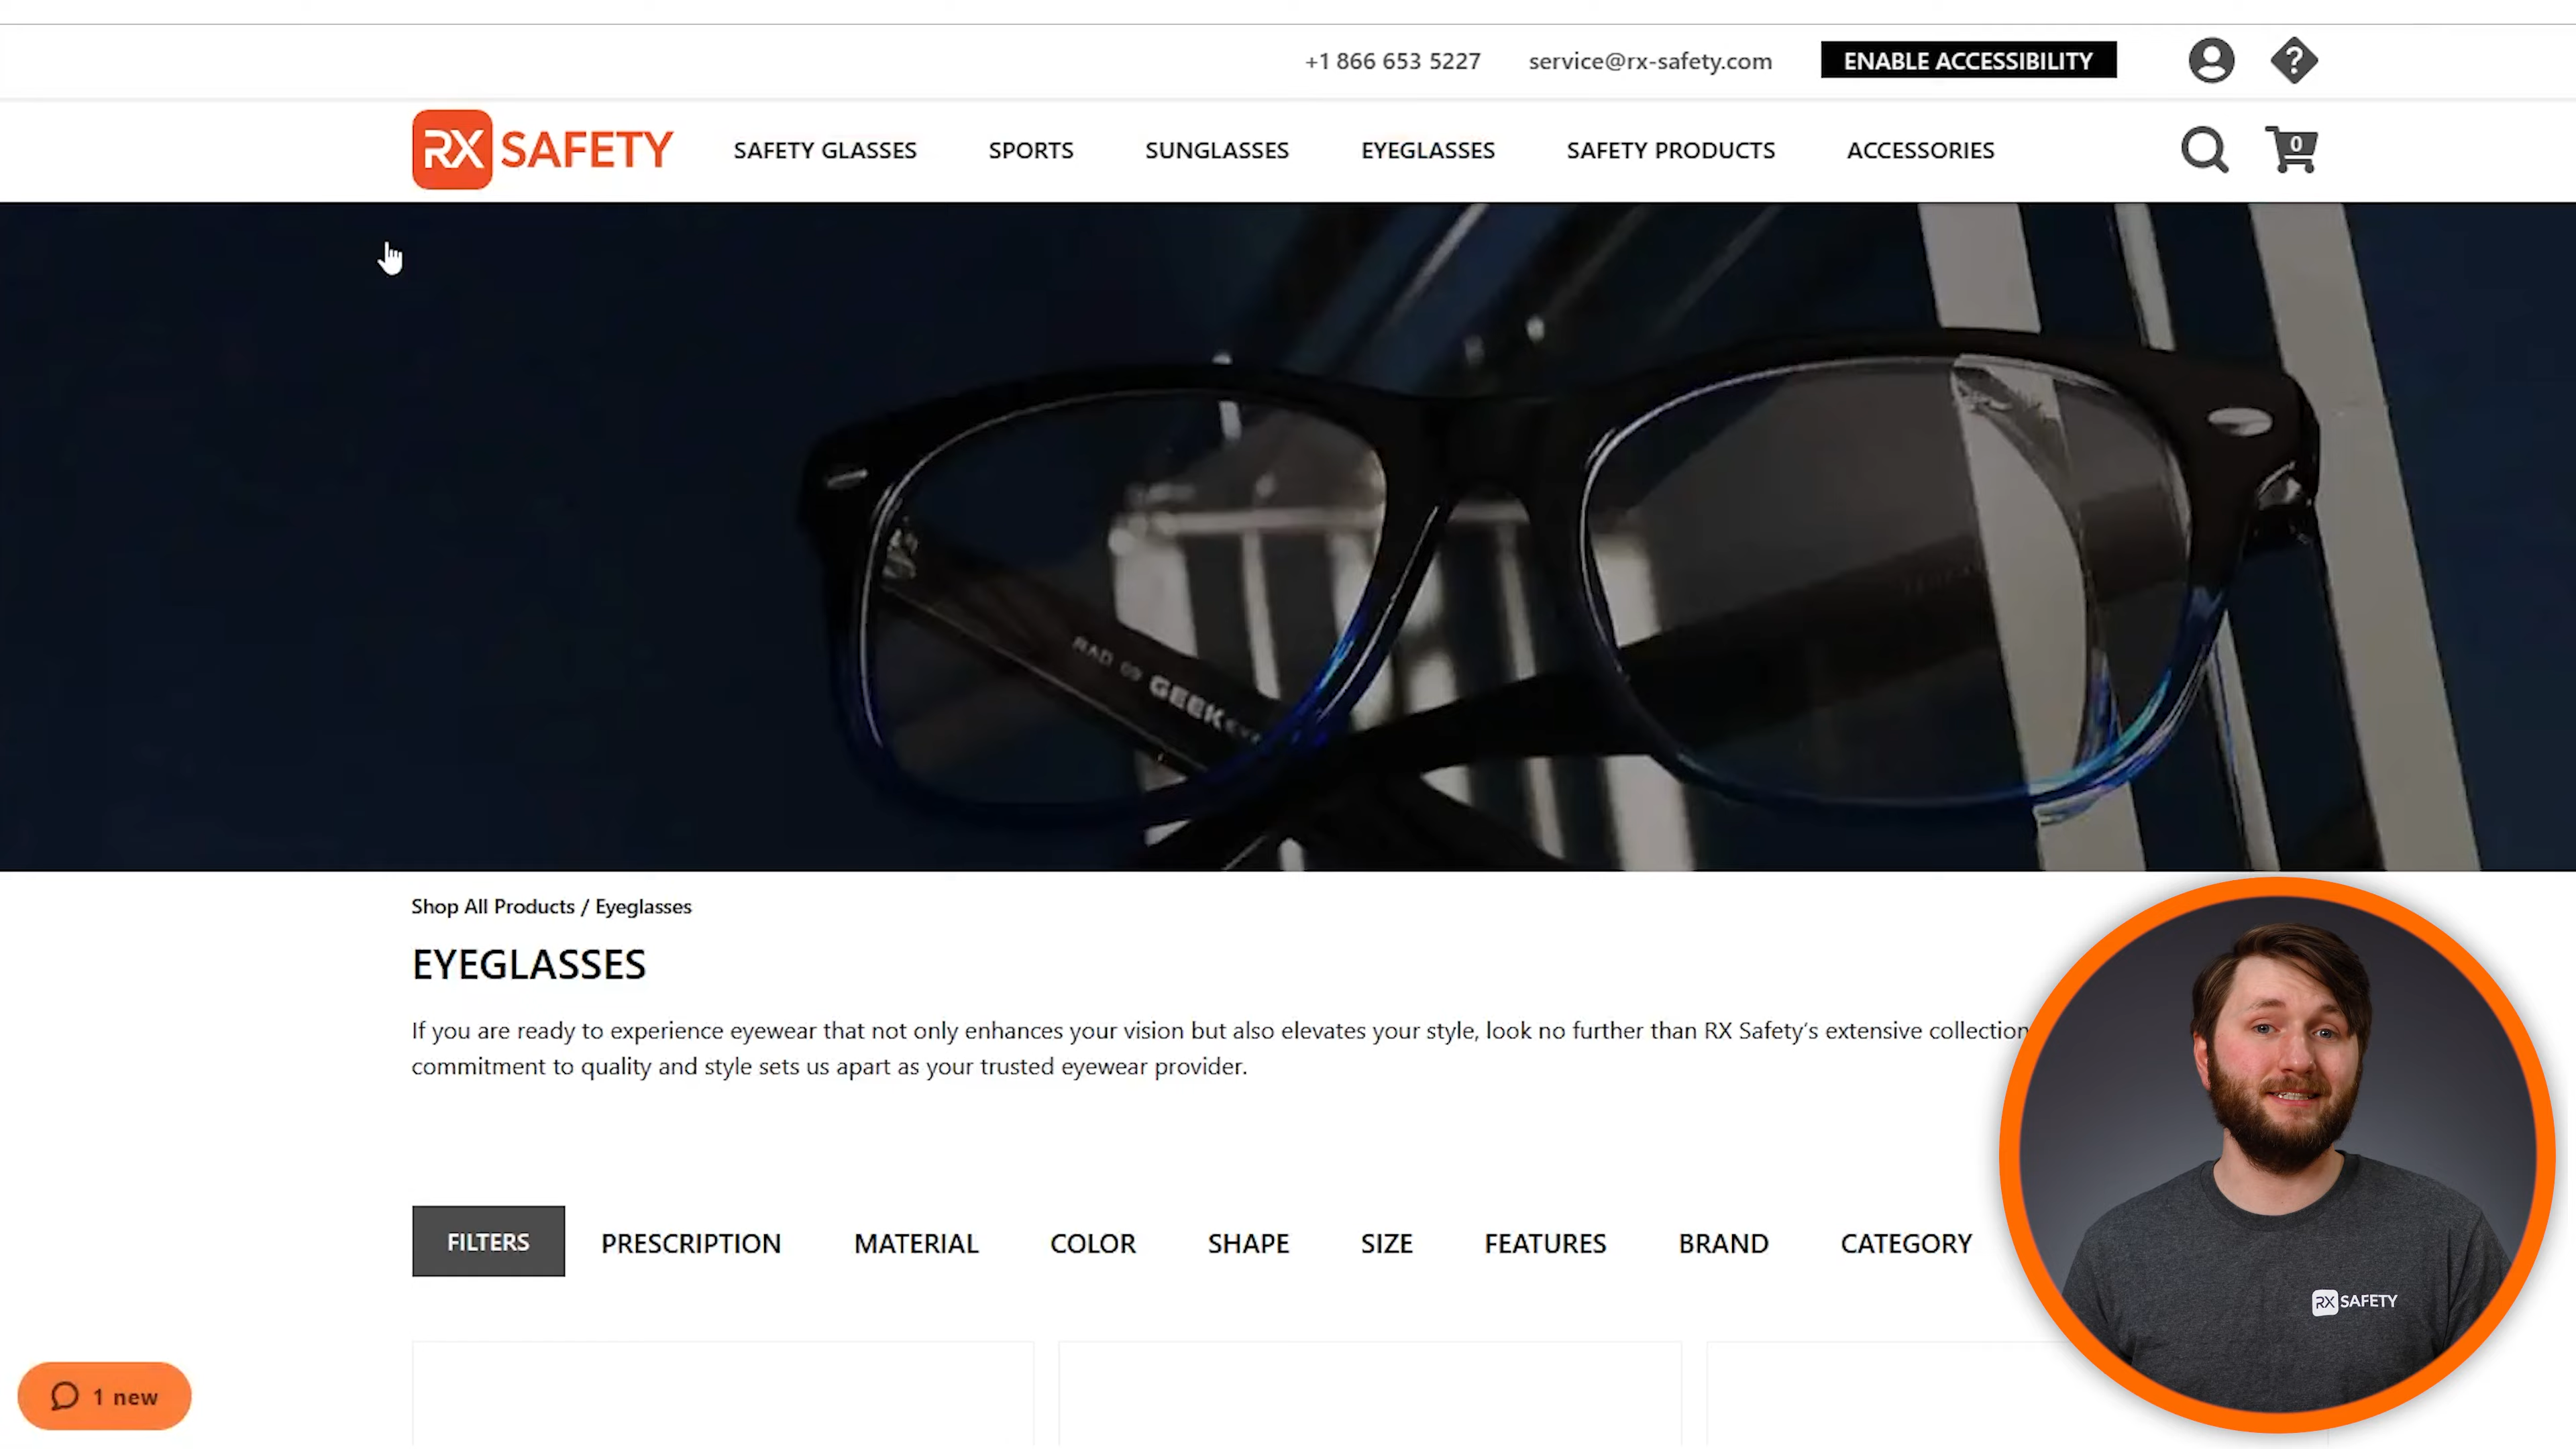 +1 866 653 5227 service@rx-safety.com ENABLE ACCESSIBILITY ?
RX SAFETY SAFETY GLASSES SPORTS SUNGLASSES EYEGLASSES SAFETY PRODUCTS ACCESSORIES 0
RAD 09 GEEK
Shop All Products / Eyeglasses
EYEGLASSES
If you are ready to experience eyewear that not only enhances your vision but also elevates your style, look no further than RX Safety's extensive collection
commitment to quality and style sets us apart as your trusted eyewear provider.
FILTERS PRESCRIPTION MATERIAL COLOR SHAPE SIZE FEATURES BRAND CATEGORY
RX SAFETY
1 new